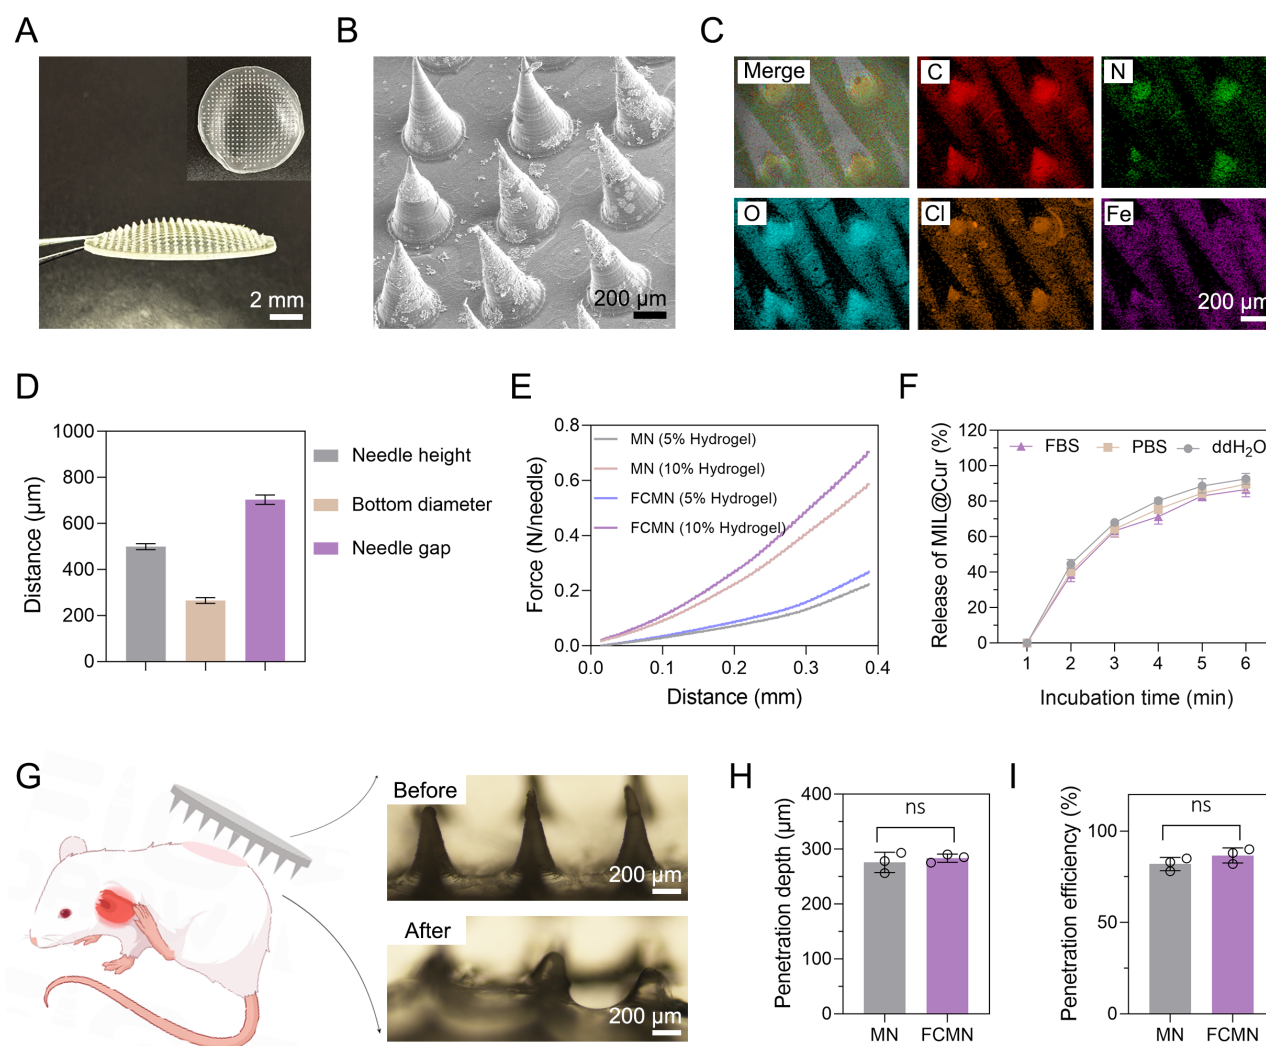 A
2 mm
B
200 µm
C
Merge
C
N
O
Cl
Fe
200 µm
D
Distance (µm)
1000
800
600
400
200
0
Needle height
Bottom diameter
Needle gap
E
Force (N/needle)
0.8
0.6
0.4
0.2
0.0
MN (5% Hydrogel)
MN (10% Hydrogel)
FCMN (5% Hydrogel)
FCMN (10% Hydrogel)
0.0 0.1 0.2 0.3 0.4
Distance (mm)
F
Release of MIL@Cur (%)
120
100
80
60
40
20
0
FBS PBS ddH₂O
1 2 3 4 5 6
Incubation time (min)
G
Before
200 µm
After
200 µm
H
Penetration depth (µm)
400
300
200
100
0
ns
MN FCMN
I
Penetration efficiency (%)
100
50
0
ns
MN FCMN